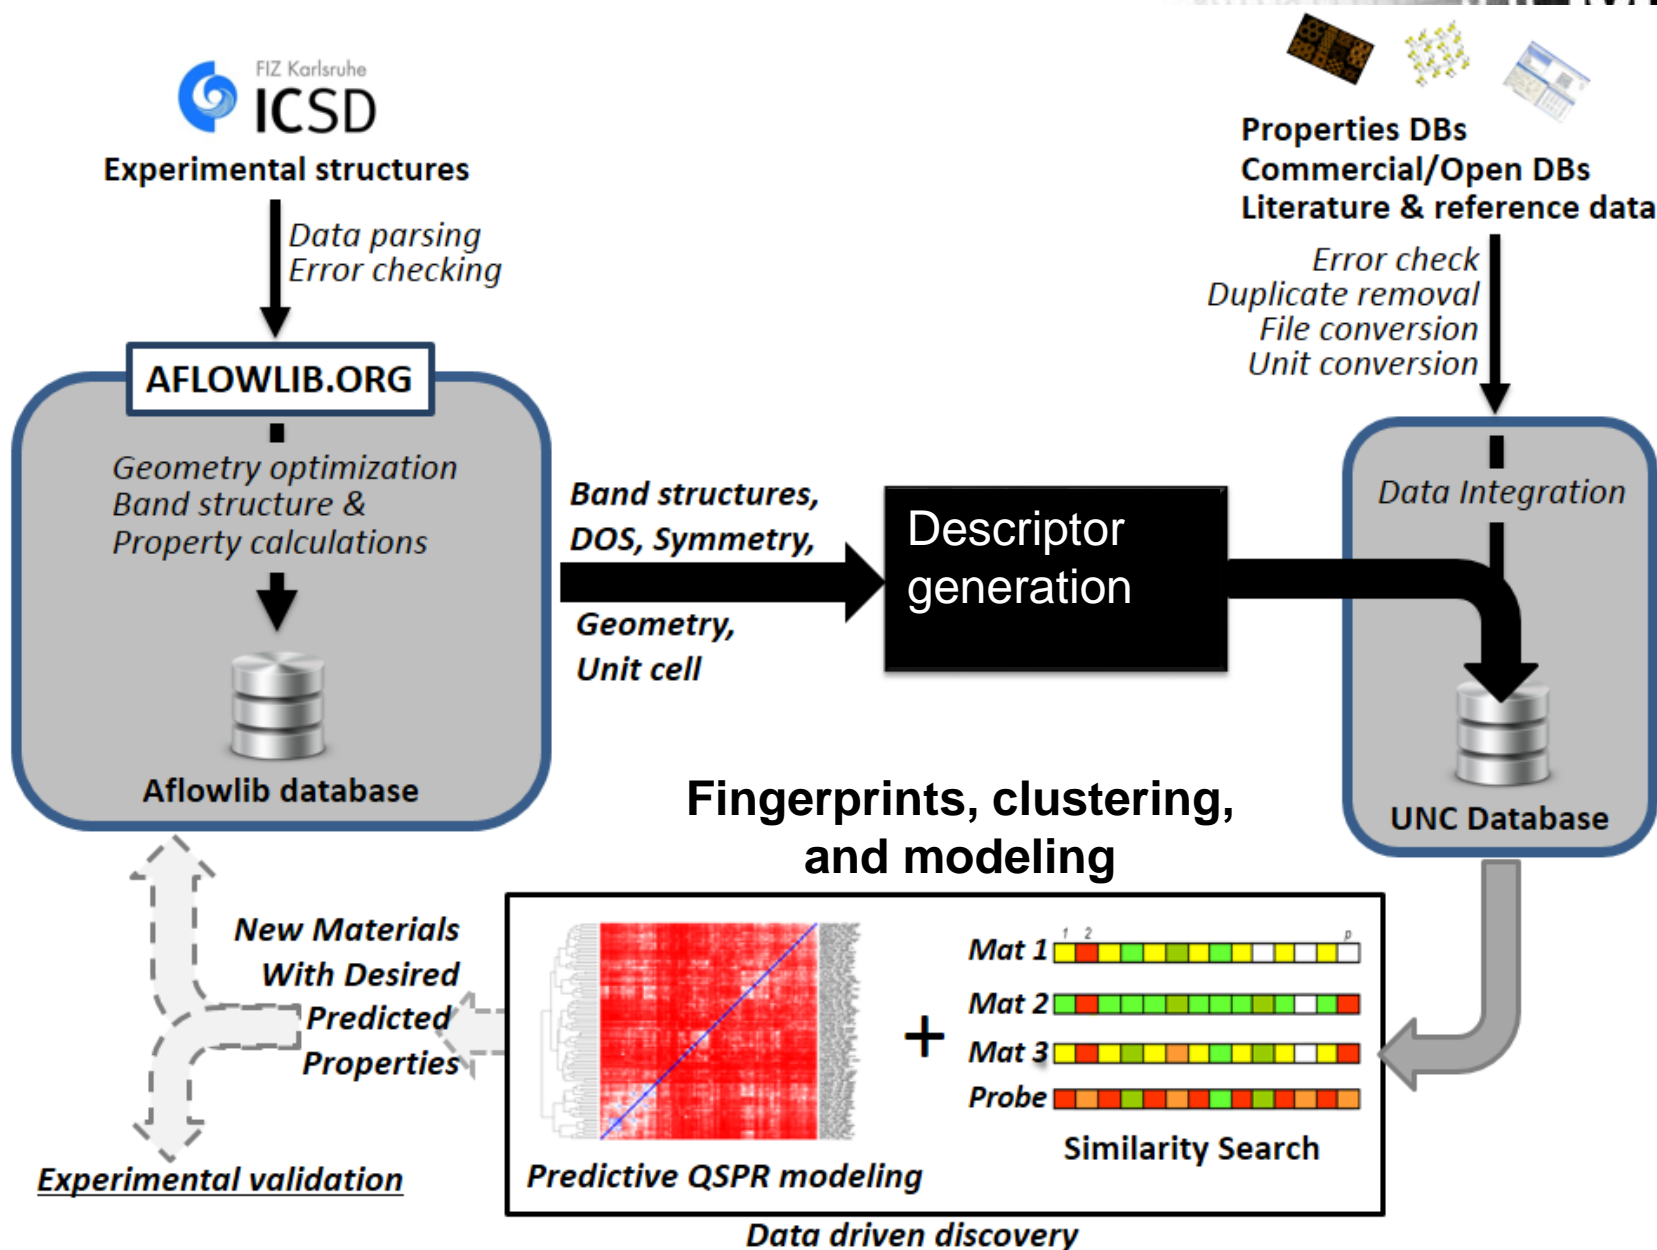 FIZ Karlsruhe
ICSD
Experimental structures
Data parsing
Error checking
AFLOWLIB.ORG
Geometry optimization
Band structure &
Property calculations
Aflowlib database
Band structures,
DOS, Symmetry,
Geometry,
Unit cell
Descriptor
generation
Properties DBs
Commercial/Open DBs
Literature & reference data
Error check
Duplicate removal
File conversion
Unit conversion
Data Integration
UNC Database
Fingerprints, clustering,
and modeling
New Materials
With Desired
Predicted
Properties
Experimental validation
Predictive QSPR modeling
+
1 2 p
Mat 1
Mat 2
Mat 3
Probe
Similarity Search
Data driven discovery